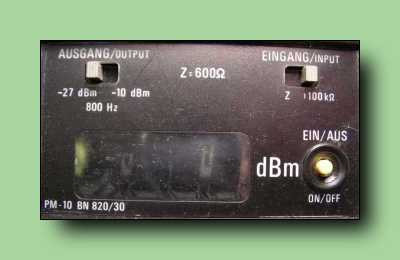 AUSGANG/OUTPUT
EINGANG/INPUT
Z=600Ω
-27 dBm -10 dBm
Z >100kΩ
800 Hz
EIN/AUS
dBm
ON/OFF
PM-10 BN 820/30